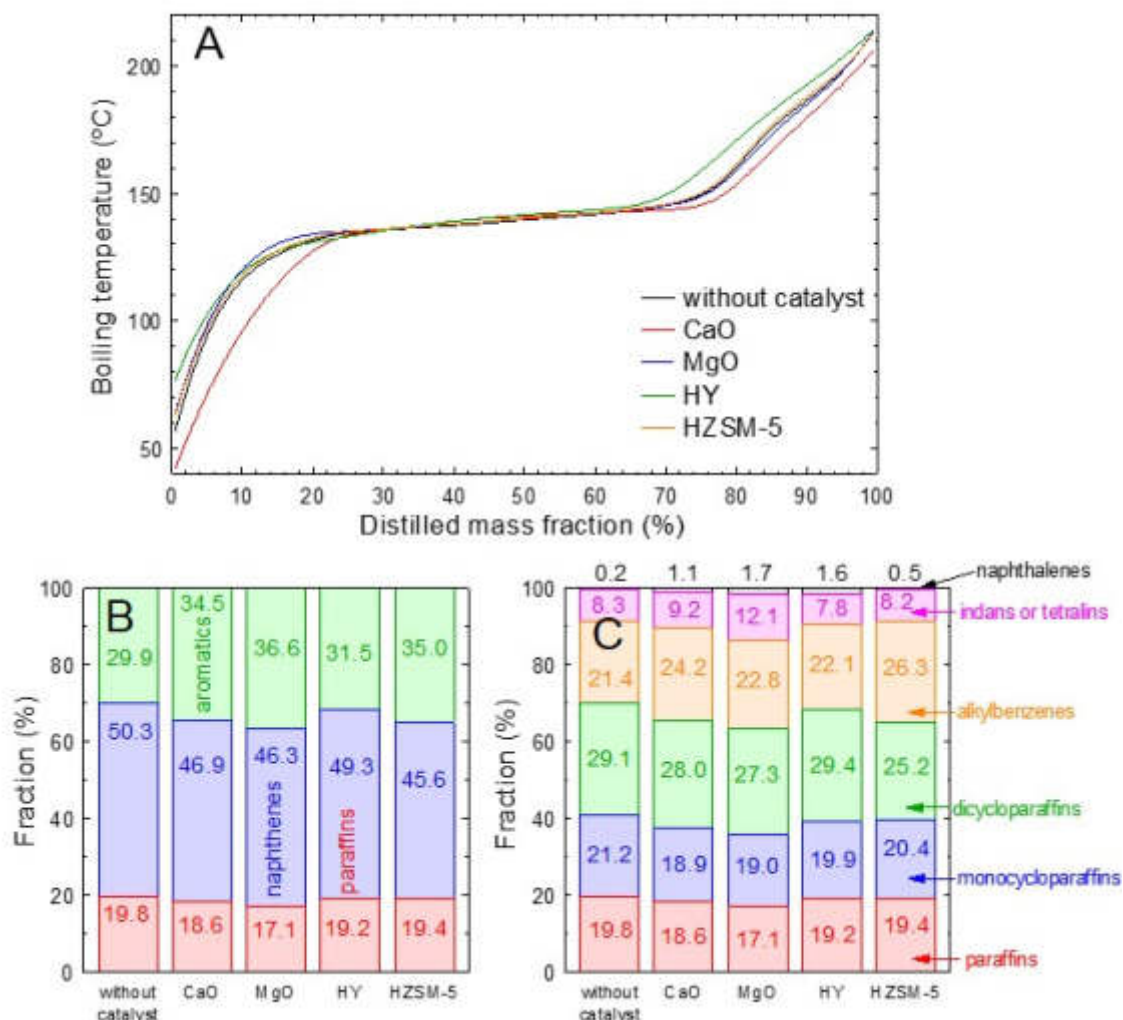 A
200
150
100
50
Boiling temperature (ºC)
without catalyst
CaO
MgO
HY
HZSM-5
0 10 20 30 40 50 60 70 80 90 100
Distilled mass fraction (%)
B
Fraction (%)
100
80
60
40
20
0
29.9 34.5 36.6 31.5 35.0
aromatics
50.3 46.9 46.3 49.3 45.6
naphthenes
paraffins
19.8 18.6 17.1 19.2 19.4
without catalyst CaO MgO HY HZSM-5
C
Fraction (%)
100
80
60
40
20
0
0.2 1.1 1.7 1.6 0.5 naphthalenes
8.3 9.2 12.1 7.8 8.2 indans or tetralins
21.4 24.2 22.8 22.1 26.3 alkylbenzenes
29.1 28.0 27.3 29.4 25.2 dicycloparaffins
21.2 18.9 19.0 19.9 20.4 monocycloparaffins
19.8 18.6 17.1 19.2 19.4 paraffins
without catalyst CaO MgO HY HZSM-5